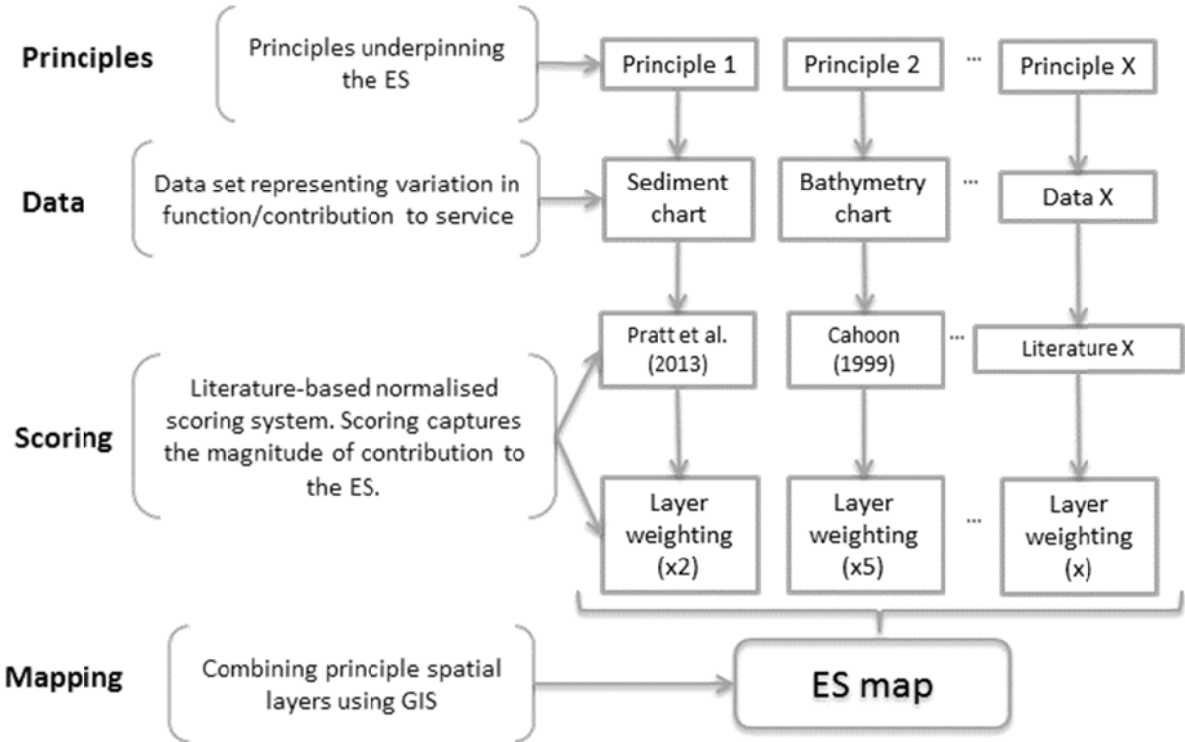 Principles
Principles underpinning
the ES
Principle 1
Principle 2
...
Principle X
Data
Data set representing variation in
function/contribution to service
Sediment
chart
Bathymetry
chart
...
Data X
Scoring
Literature-based normalised
scoring system. Scoring captures
the magnitude of contribution to
the ES.
Pratt et al.
(2013)
Cahoon
(1999)
...
Literature X
Layer
weighting
(x2)
Layer
weighting
(x5)
...
Layer
weighting
(x)
Mapping
Combining principle spatial
layers using GIS
ES map